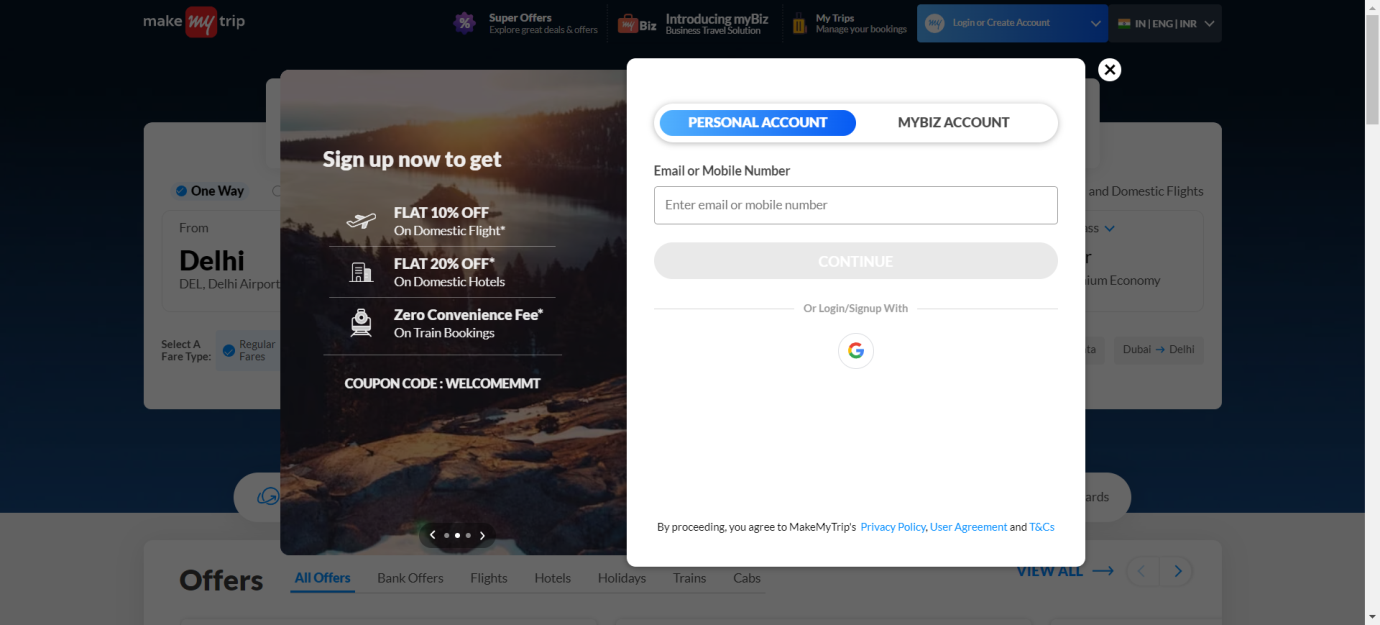 make my trip
Super Offers
Explore great deals & offers
my Biz
Introducing myBiz
Business Travel Solution
My Trips
Manage your bookings
my
Login or Create Account
IN | ENG | INR
Sign up now to get
FLAT 10% OFF
On Domestic Flight*
FLAT 20% OFF*
On Domestic Hotels
Zero Convenience Fee*
On Train Bookings
COUPON CODE : WELCOMEMMT
PERSONAL ACCOUNT
MYBIZ ACCOUNT
Email or Mobile Number
Enter email or mobile number
CONTINUE
Or Login/Signup With
G
By proceeding, you agree to MakeMyTrip's Privacy Policy, User Agreement and T&Cs
One Way
and Domestic Flights
From
Delhi
DEL, Delhi Airport
Economy
Select A
Fare Type:
Regular
Fares
Dubai → Delhi
Offers
All Offers
Bank Offers
Flights
Hotels
Holidays
Trains
Cabs
VIEW ALL